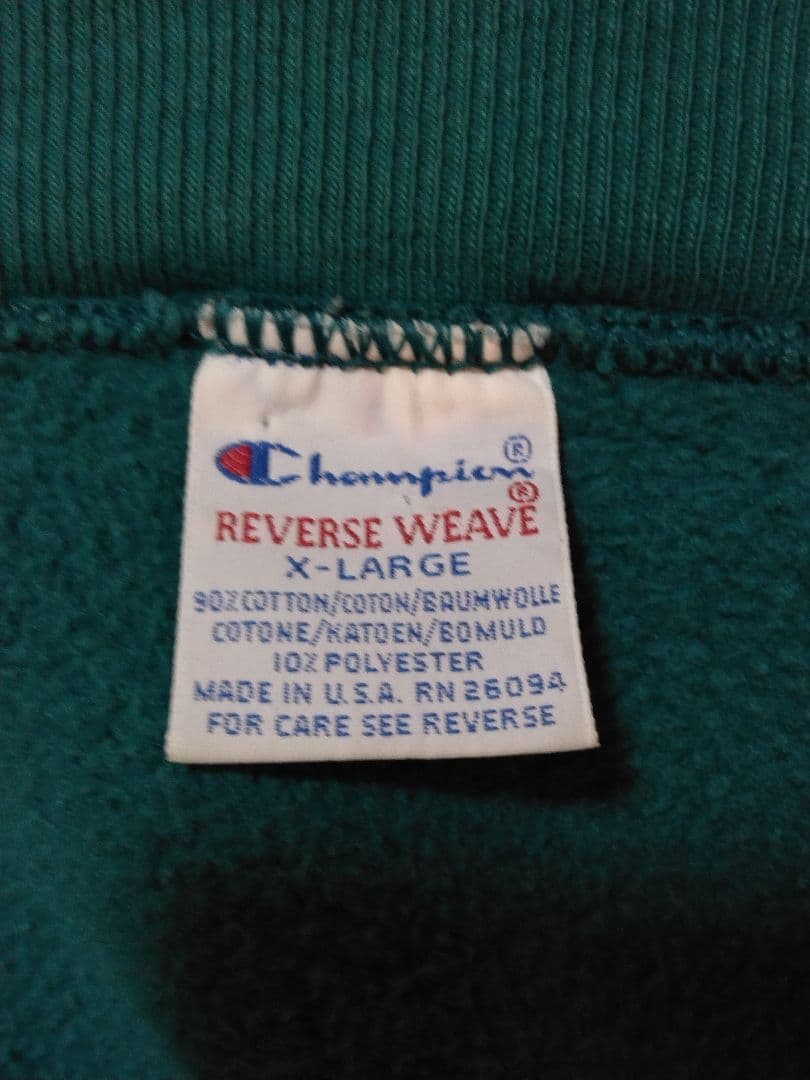 Champion®
REVERSE WEAVE®
X-LARGE
90% COTTON/COTON/BAUMWOLLE
COTONE/KATOEN/BOMULD
10% POLYESTER
MADE IN U.S.A. RN 26094
FOR CARE SEE REVERSE